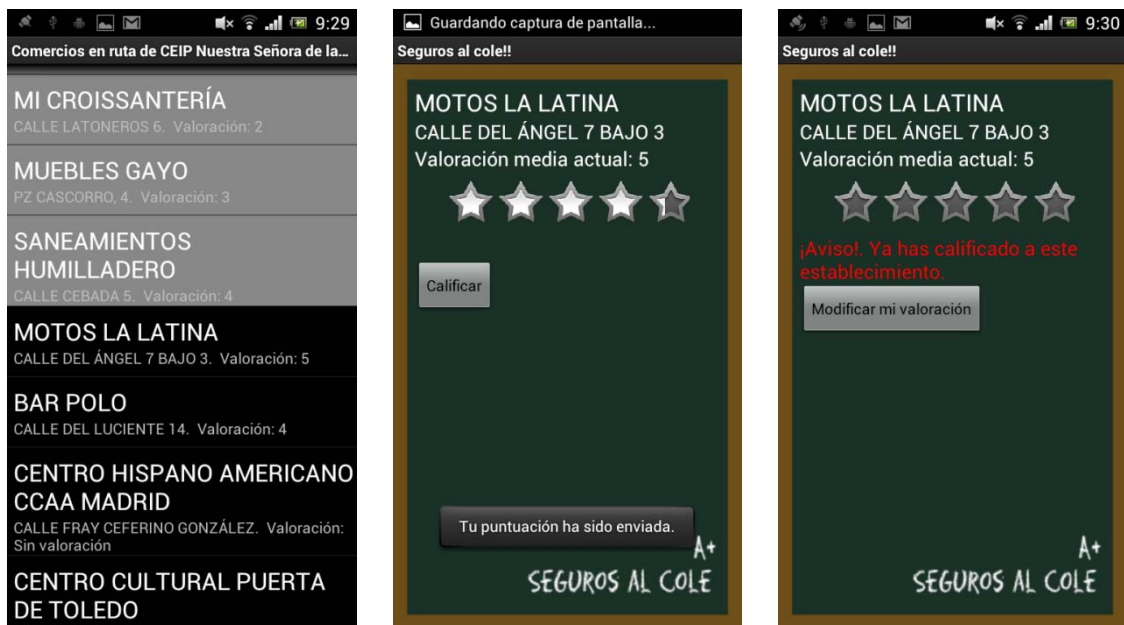 9:29
Comercios en ruta de CEIP Nuestra Señora de la...
MI CROISSANTERÍA
CALLE LATONEROS 6. Valoración: 2
MUEBLES GAYO
PZ CASCORRO, 4. Valoración: 3
SANEAMIENTOS
HUMILLADERO
CALLE CEBADA 5. Valoración: 4
MOTOS LA LATINA
CALLE DEL ÁNGEL 7 BAJO 3. Valoración: 5
BAR POLO
CALLE DEL LUCIENTE 14. Valoración: 4
CENTRO HISPANO AMERICANO
CCAA MADRID
CALLE FRAY CEFERINO GONZÁLEZ. Valoración:
Sin valoración
CENTRO CULTURAL PUERTA
DE TOLEDO
Guardando captura de pantalla...
Seguros al cole!!
MOTOS LA LATINA
CALLE DEL ÁNGEL 7 BAJO 3
Valoración media actual: 5
Calificar
Tu puntuación ha sido enviada.
A+
SEGUROS AL COLE
9:30
Seguros al cole!!
MOTOS LA LATINA
CALLE DEL ÁNGEL 7 BAJO 3
Valoración media actual: 5
¡Aviso!. Ya has calificado a este
establecimiento.
Modificar mi valoración
A+
SEGUROS AL COLE